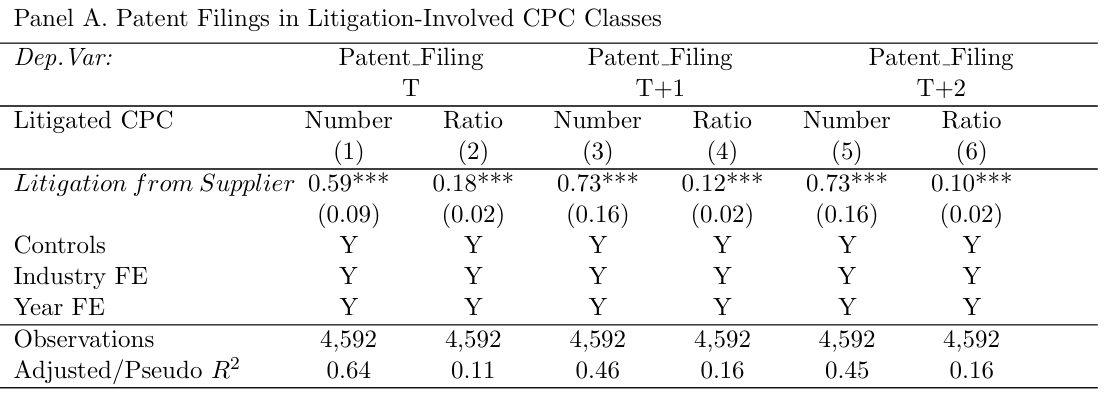 Panel A. Patent Filings in Litigation-Involved CPC Classes
Dep.Var: Patent_Filing Patent_Filing Patent_Filing
T T+1 T+2
Litigated CPC Number Ratio Number Ratio Number Ratio
(1) (2) (3) (4) (5) (6)
Litigation from Supplier 0.59*** 0.18*** 0.73*** 0.12*** 0.73*** 0.10***
(0.09) (0.02) (0.16) (0.02) (0.16) (0.02)
Controls Y Y Y Y Y Y
Industry FE Y Y Y Y Y Y
Year FE Y Y Y Y Y Y
Observations 4,592 4,592 4,592 4,592 4,592 4,592
Adjusted/Pseudo R² 0.64 0.11 0.46 0.16 0.45 0.16